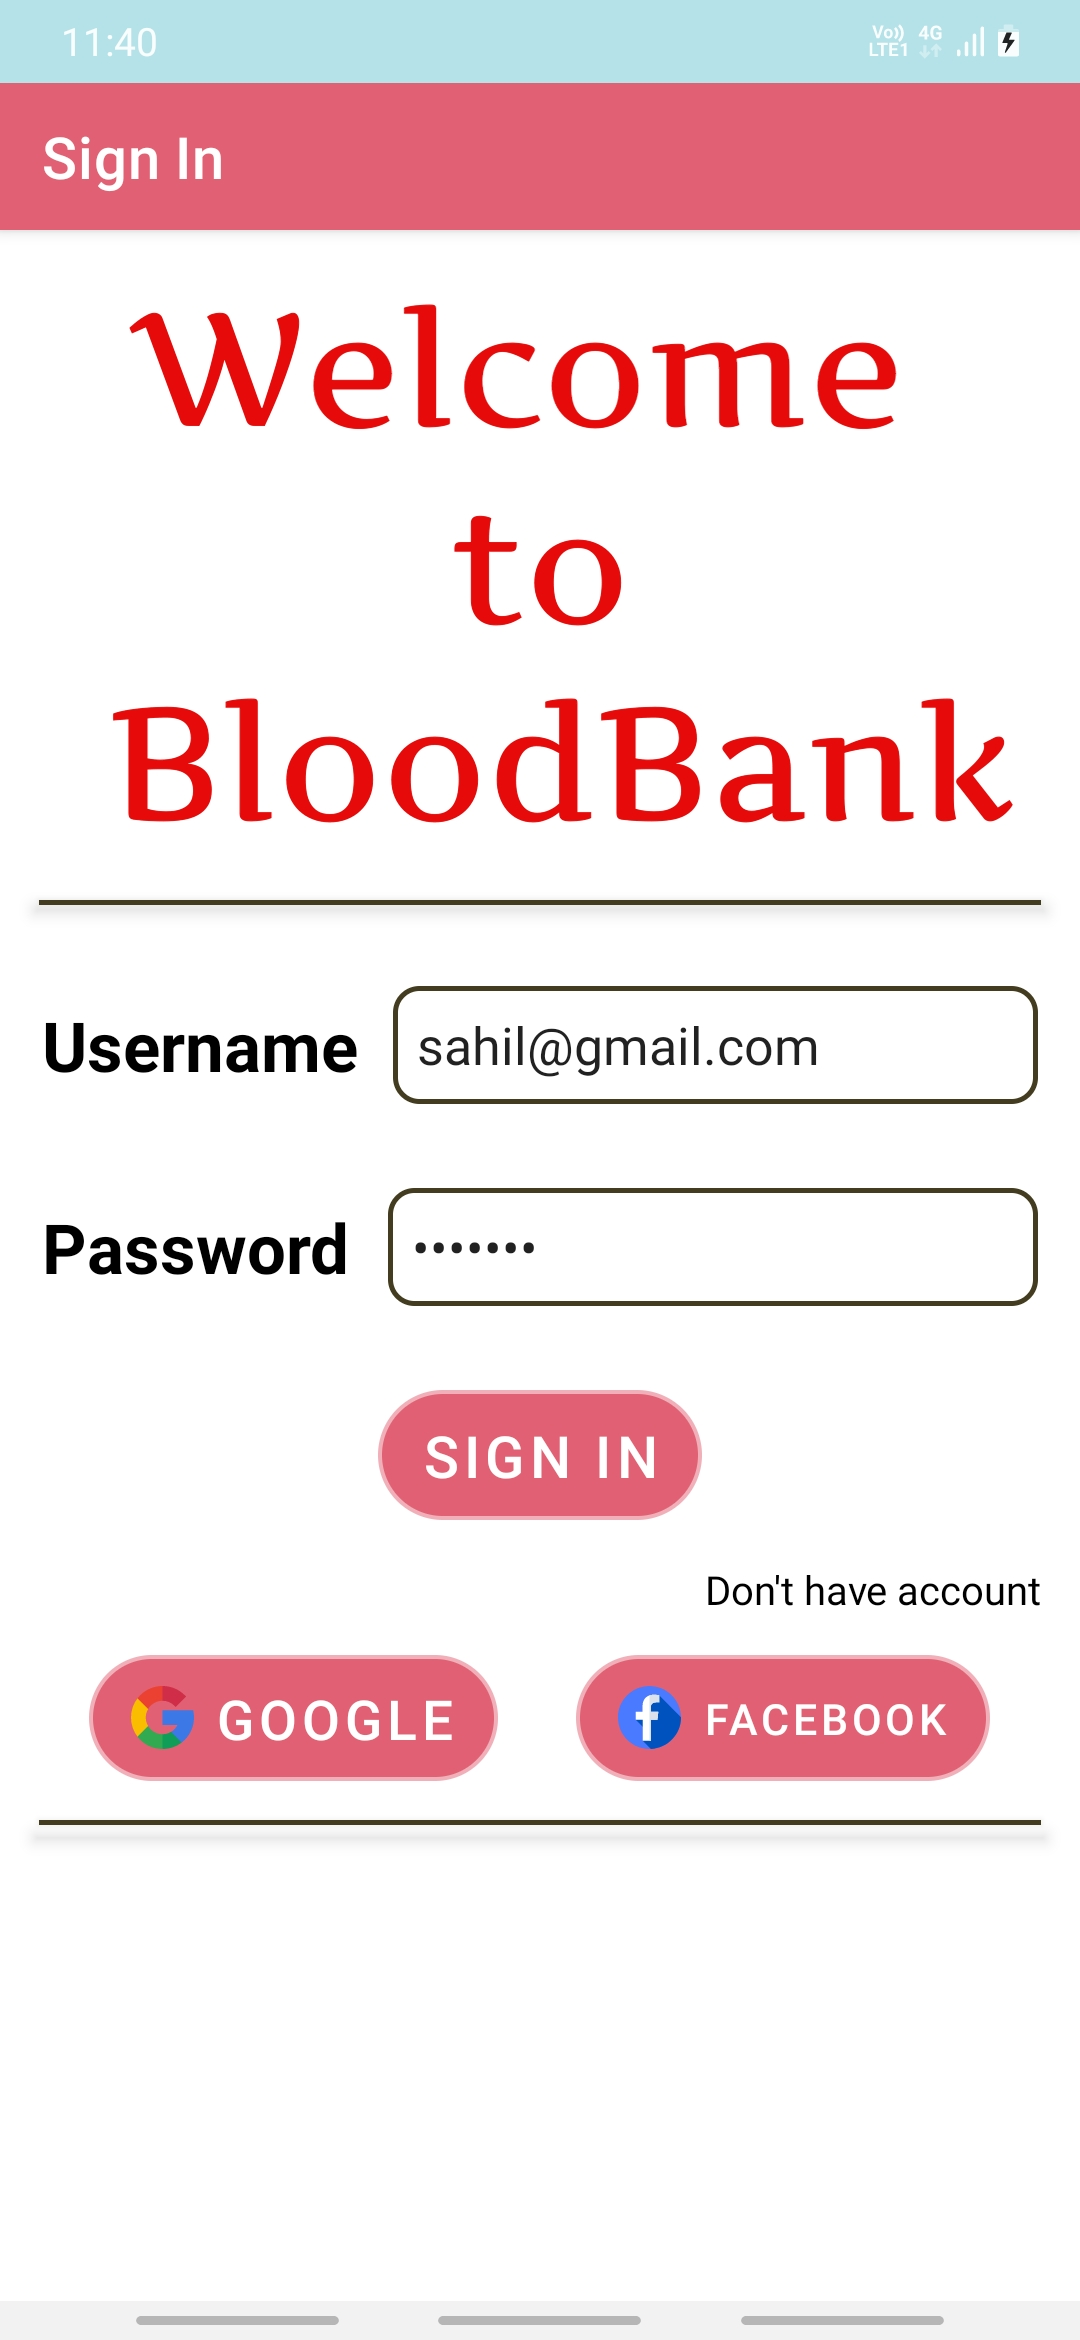 11:40
Vo)) 4G
LTE1
Sign In
Welcome
to
BloodBank
Username sahil@gmail.com
Password •••••••
SIGN IN
Don't have account
GOOGLE FACEBOOK